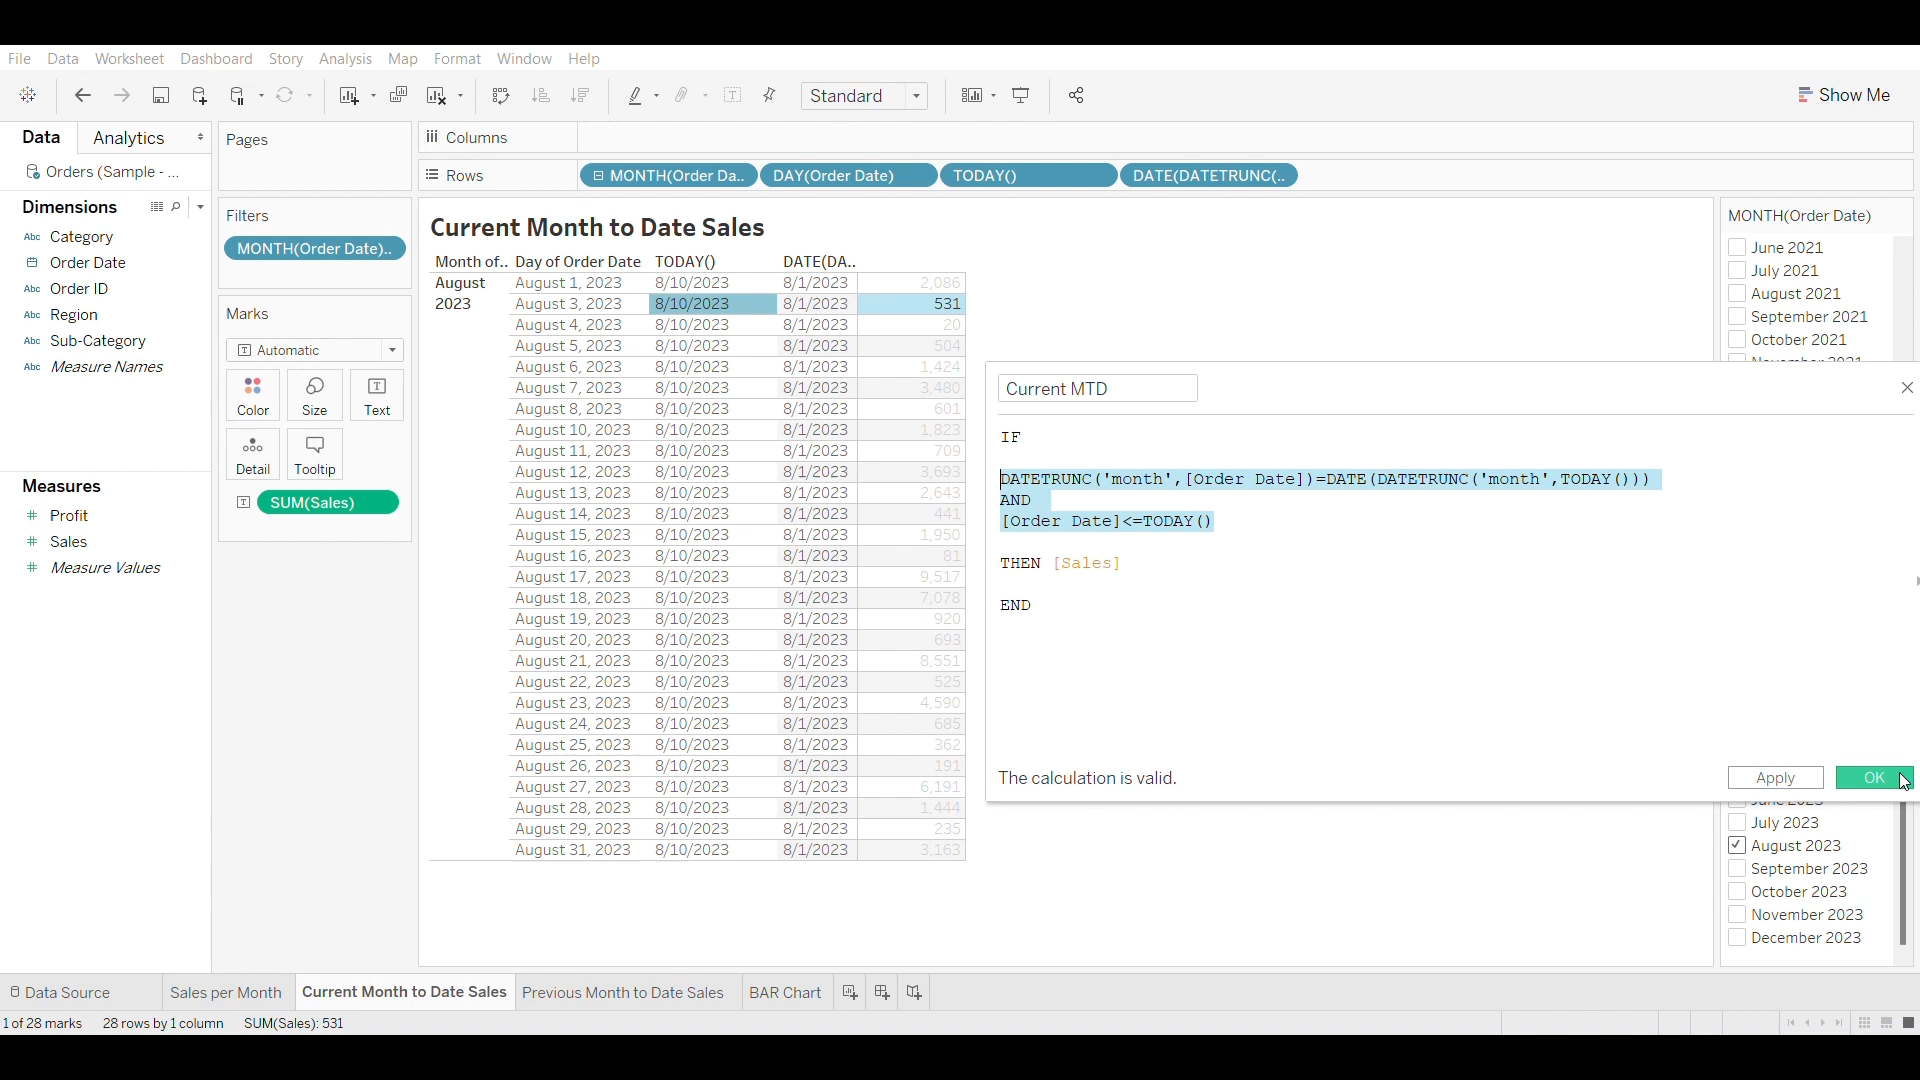 File Data Worksheet Dashboard Story Analysis Map Format Window Help
Standard
Show Me
Data Analytics
Orders (Sample - ...
Dimensions
Abc Category
Order Date
Abc Order ID
Abc Region
Abc Sub-Category
Abc Measure Names
Measures
# Profit
# Sales
# Measure Values
Pages
Filters
MONTH(Order Date)..
Marks
Automatic
Color Size Text
Detail Tooltip
SUM(Sales)
Columns
Rows MONTH(Order Da.. DAY(Order Date) TODAY() DATE(DATETRUNC(..
Current Month to Date Sales
Month of.. Day of Order Date TODAY() DATE(DA..
August August 1, 2023 8/10/2023 8/1/2023 2,086
2023 August 3, 2023 8/10/2023 8/1/2023 531
August 4, 2023 8/10/2023 8/1/2023 20
August 5, 2023 8/10/2023 8/1/2023 504
August 6, 2023 8/10/2023 8/1/2023 1,424
August 7, 2023 8/10/2023 8/1/2023 3,480
August 8, 2023 8/10/2023 8/1/2023 601
August 10, 2023 8/10/2023 8/1/2023 1,823
August 11, 2023 8/10/2023 8/1/2023 709
August 12, 2023 8/10/2023 8/1/2023 3,693
August 13, 2023 8/10/2023 8/1/2023 2,643
August 14, 2023 8/10/2023 8/1/2023 441
August 15, 2023 8/10/2023 8/1/2023 1,950
August 16, 2023 8/10/2023 8/1/2023 81
August 17, 2023 8/10/2023 8/1/2023 9,517
August 18, 2023 8/10/2023 8/1/2023 7,078
August 19, 2023 8/10/2023 8/1/2023 920
August 20, 2023 8/10/2023 8/1/2023 693
August 21, 2023 8/10/2023 8/1/2023 8,551
August 22, 2023 8/10/2023 8/1/2023 525
August 23, 2023 8/10/2023 8/1/2023 4,590
August 24, 2023 8/10/2023 8/1/2023 685
August 25, 2023 8/10/2023 8/1/2023 362
August 26, 2023 8/10/2023 8/1/2023 191
August 27, 2023 8/10/2023 8/1/2023 6,191
August 28, 2023 8/10/2023 8/1/2023 1,444
August 29, 2023 8/10/2023 8/1/2023 235
August 31, 2023 8/10/2023 8/1/2023 3,163
MONTH(Order Date)
June 2021
July 2021
August 2021
September 2021
October 2021
Current MTD
IF
DATETRUNC('month',[Order Date])=DATE(DATETRUNC('month',TODAY()))
AND
[Order Date]<=TODAY()
THEN [Sales]
END
The calculation is valid.
Apply OK
July 2023
August 2023
September 2023
October 2023
November 2023
December 2023
Data Source Sales per Month Current Month to Date Sales Previous Month to Date Sales BAR Chart
1 of 28 marks 28 rows by 1 column SUM(Sales): 531